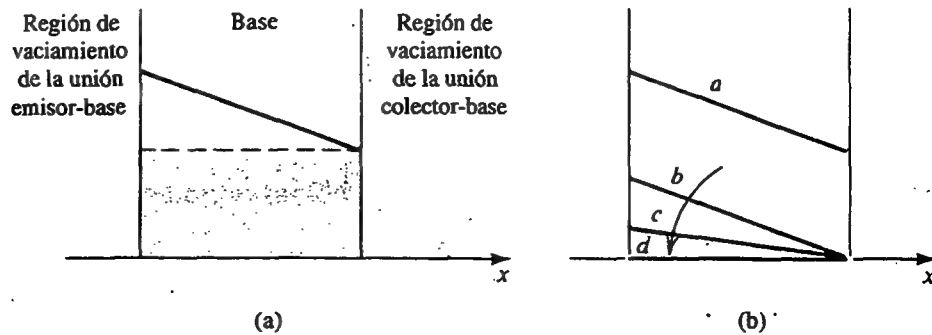 Región de
vaciamiento
de la unión
emisor-base
Base
Región de
vaciamiento
de la unión
colector-base
x
(a)
a
b
c
d
x
(b)